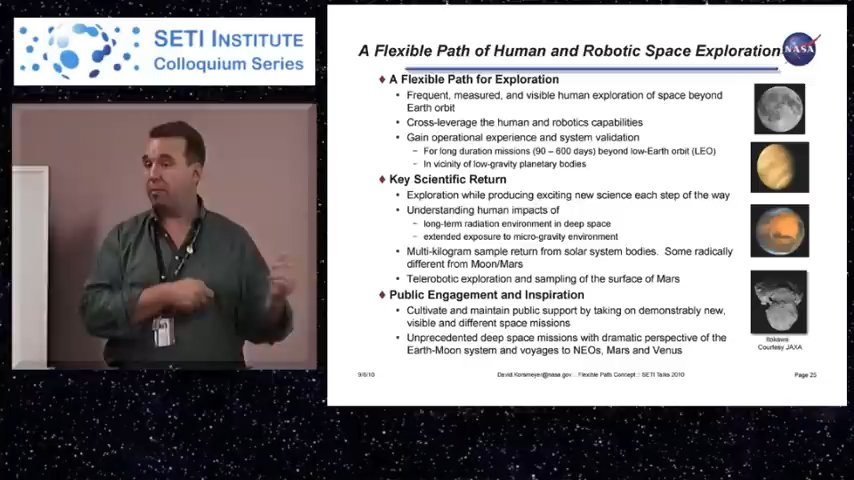 SETI INSTITUTE
Colloquium Series
A Flexible Path of Human and Robotic Space Exploration
NASA
♦ A Flexible Path for Exploration
• Frequent, measured, and visible human exploration of space beyond
Earth orbit
• Cross-leverage the human and robotics capabilities
• Gain operational experience and system validation
– For long duration missions (90 – 600 days) beyond low-Earth orbit (LEO)
– In vicinity of low-gravity planetary bodies
♦ Key Scientific Return
• Exploration while producing exciting new science each step of the way
• Understanding human impacts of
– long-term radiation environment in deep space
– extended exposure to micro-gravity environment
• Multi-kilogram sample return from solar system bodies. Some radically
different from Moon/Mars
• Telerobotic exploration and sampling of the surface of Mars
♦ Public Engagement and Inspiration
• Cultivate and maintain public support by taking on demonstrably new,
visible and different space missions
• Unprecedented deep space missions with dramatic perspective of the
Earth-Moon system and voyages to NEOs, Mars and Venus
Itokawa
Courtesy JAXA
9/8/10
David.Korsmeyer@nasa.gov :: Flexible Path Concept :: SETI Talks 2010
Page 25